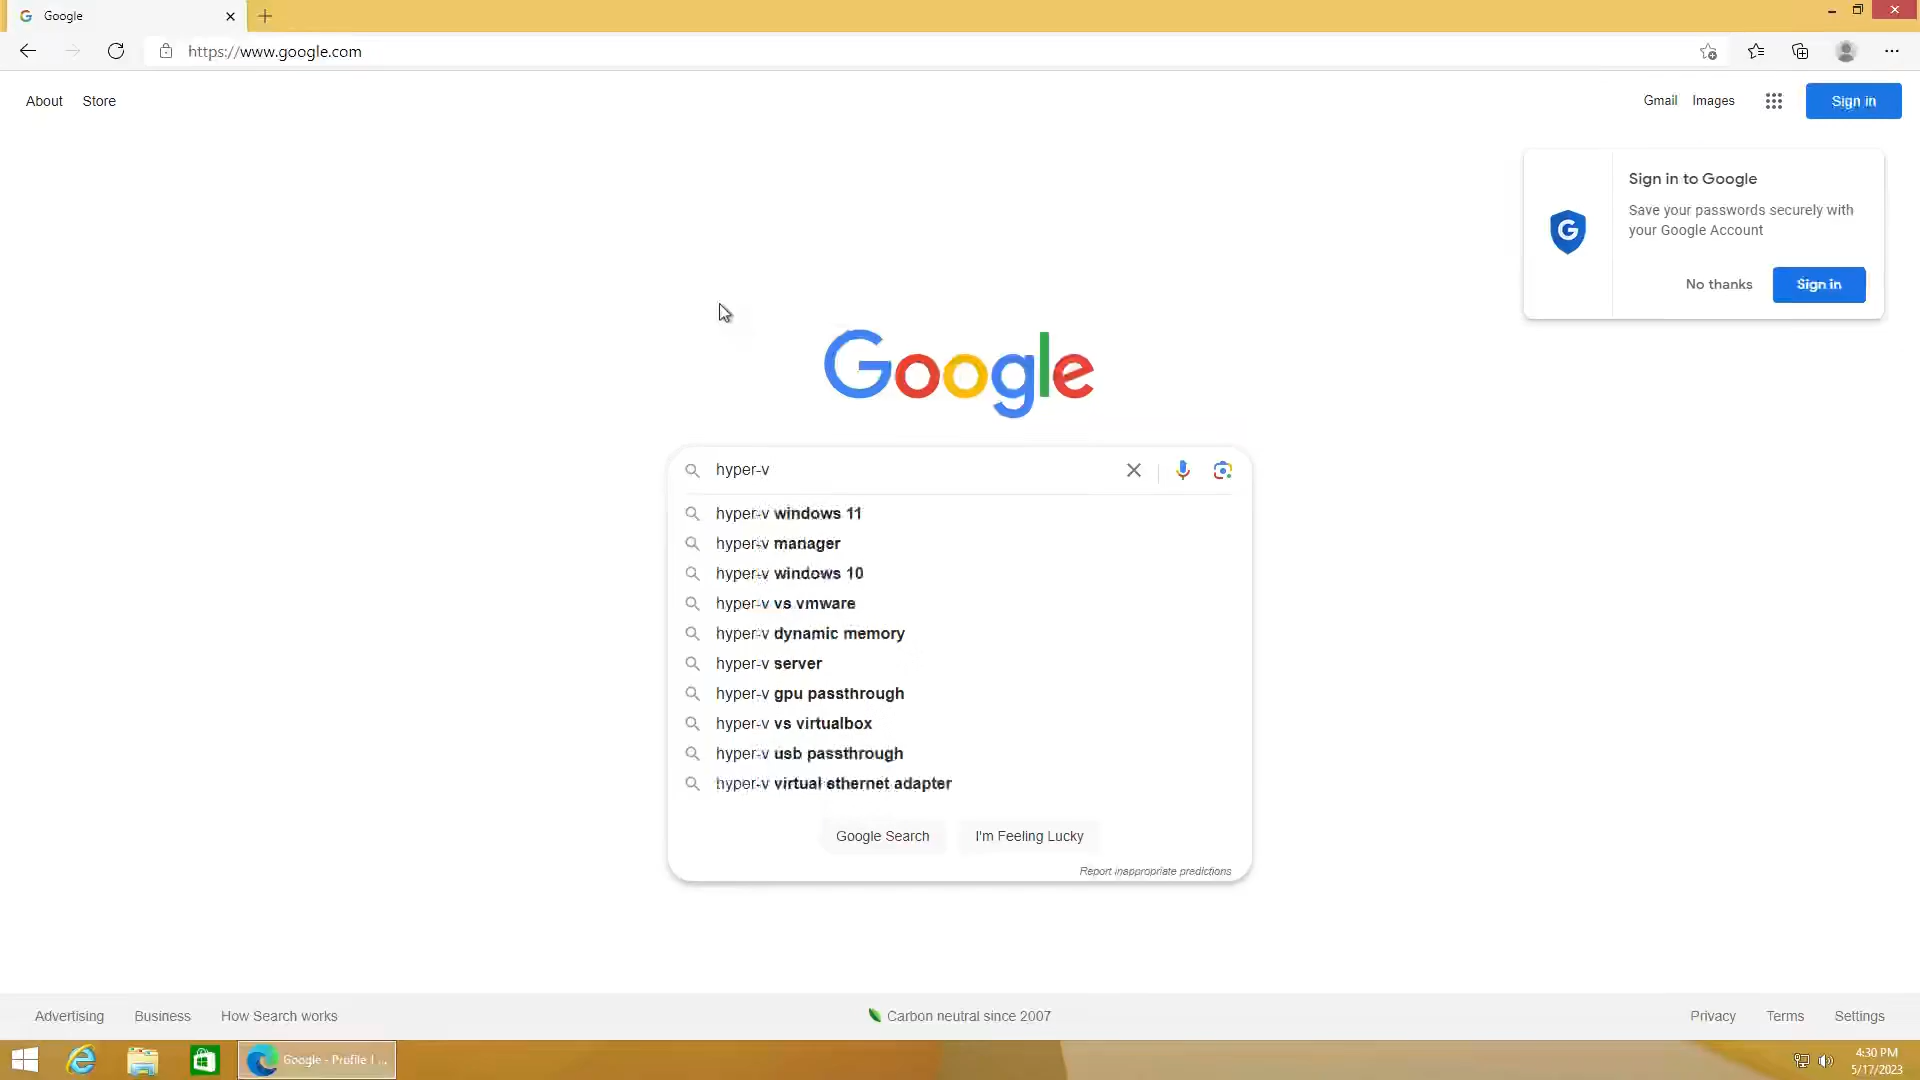 Google
https://www.google.com
About Store
Gmail Images
Sign in
Sign in to Google
Save your passwords securely with
your Google Account
No thanks Sign in
Google
hyper-v
hyper-v windows 11
hyper-v manager
hyper-v windows 10
hyper-v vs vmware
hyper-v dynamic memory
hyper-v server
hyper-v gpu passthrough
hyper-v vs virtualbox
hyper-v usb passthrough
hyper-v virtual ethernet adapter
Google Search I'm Feeling Lucky
Report inappropriate predictions
Advertising Business How Search works
Carbon neutral since 2007
Privacy Terms Settings
Google - Profile 1 ...
4:30 PM
5/17/2023